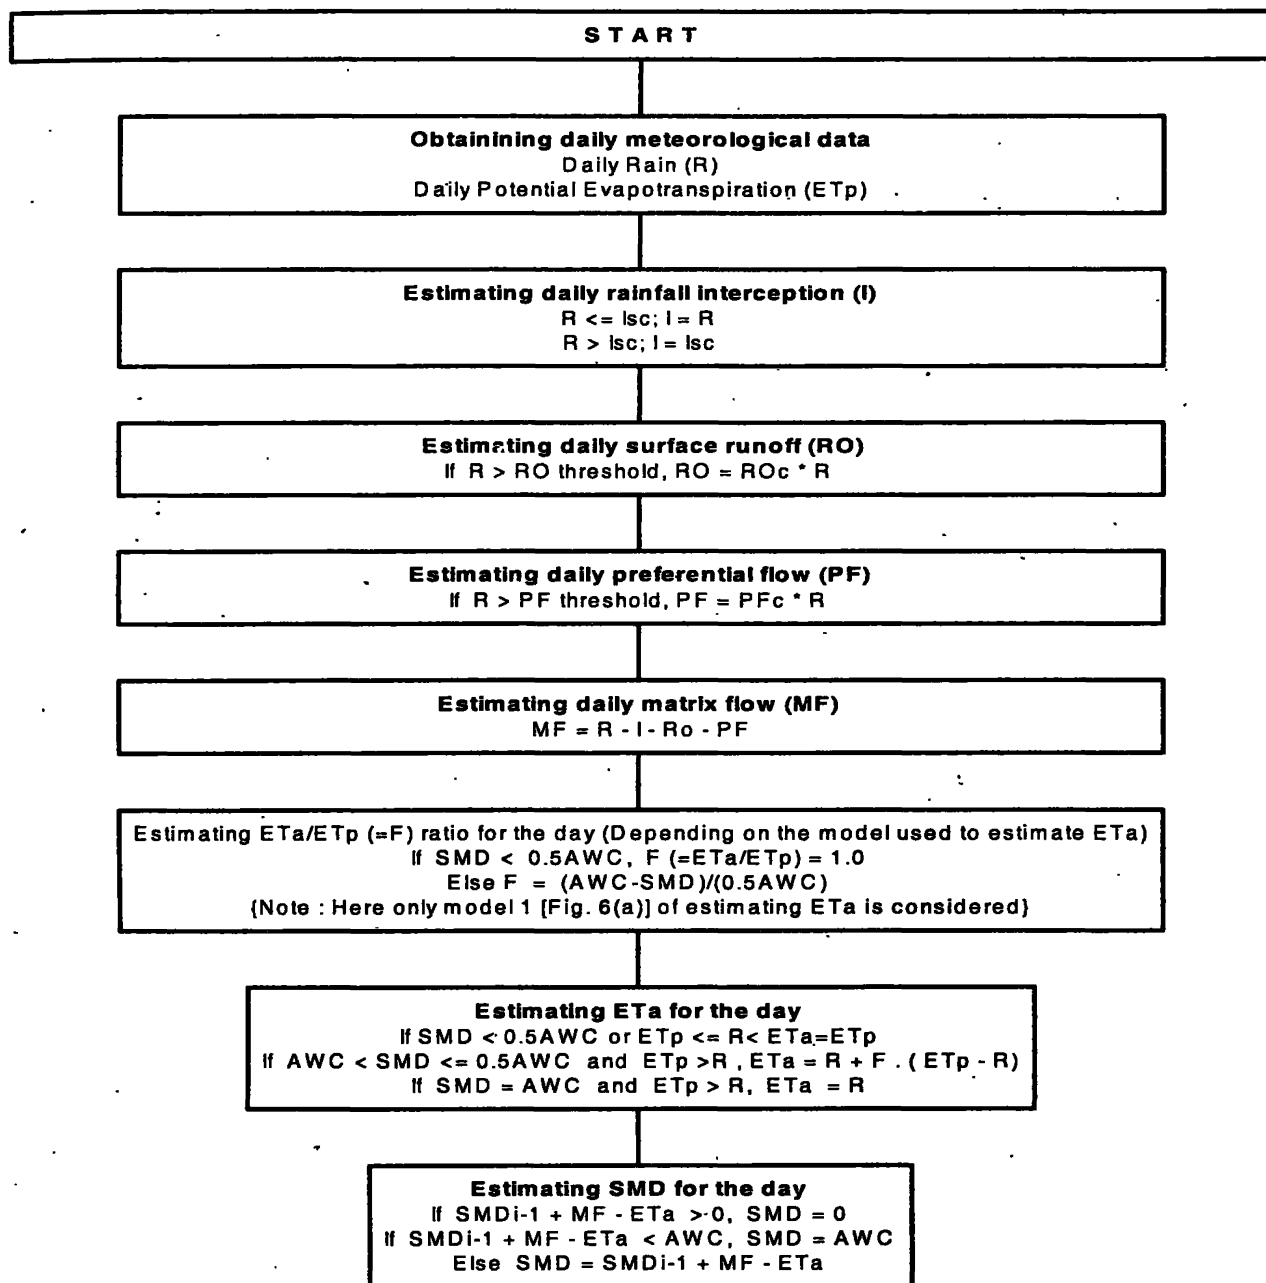 START
Obtainining daily meteorological data
Daily Rain (R)
Daily Potential Evapotranspiration (ETp)
Estimating daily rainfall interception (I)
R <= Isc; I = R
R > Isc; I = Isc
Estimating daily surface runoff (RO)
If R > RO threshold, RO = ROc * R
Estimating daily preferential flow (PF)
If R > PF threshold, PF = PFc * R
Estimating daily matrix flow (MF)
MF = R - I - Ro - PF
Estimating ETa/ETp (=F) ratio for the day (Depending on the model used to estimate ETa)
If SMD < 0.5AWC, F (=ETa/ETp) = 1.0
Else F = (AWC-SMD)/(0.5AWC)
{Note : Here only model 1 [Fig. 6(a)] of estimating ETa is considered}
Estimating ETa for the day
If SMD < 0.5AWC or ETp <= R< ETa=ETp
If AWC < SMD <= 0.5AWC and ETp >R , ETa = R + F . ( ETp - R)
If SMD = AWC and ETp > R, ETa = R
Estimating SMD for the day
If SMDi-1 + MF - ETa > 0, SMD = 0
If SMDi-1 + MF - ETa < AWC, SMD = AWC
Else SMD = SMDi-1 + MF - ETa